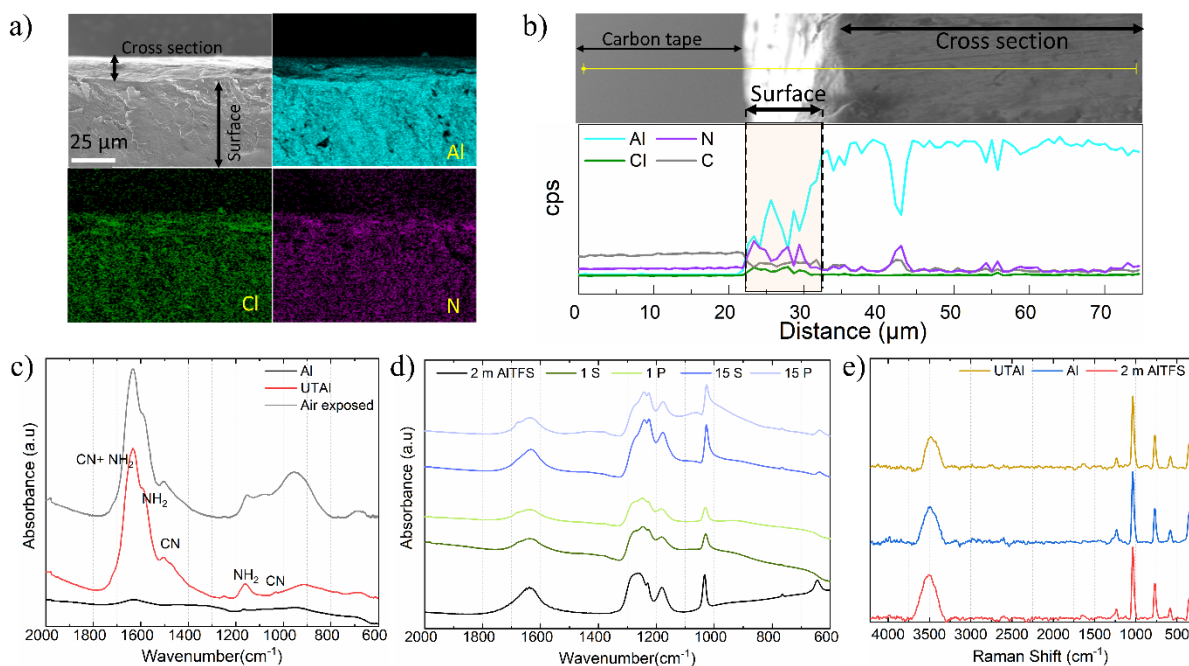 a)
Cross section
25 µm
Surface
Al
Cl
N
b)
Carbon tape
Cross section
Surface
Al
N
Cl
C
cps
0 10 20 30 40 50 60 70
Distance (µm)
c)
Al
UTAl
Air exposed
CN+ NH2
NH2
CN
NH2
CN
Absorbance (a.u)
2000 1800 1600 1400 1200 1000 800 600
Wavenumber(cm-1)
d)
2 m AlTFS 1 S 1 P 15 S 15 P
Absorbance (a.u)
2000 1800 1600 1400 1200 1000 800 600
Wavenumber(cm-1)
e)
UTAl Al 2 m AlTFS
4000 3500 3000 2500 2000 1500 1000 500
Raman Shift (cm-1)